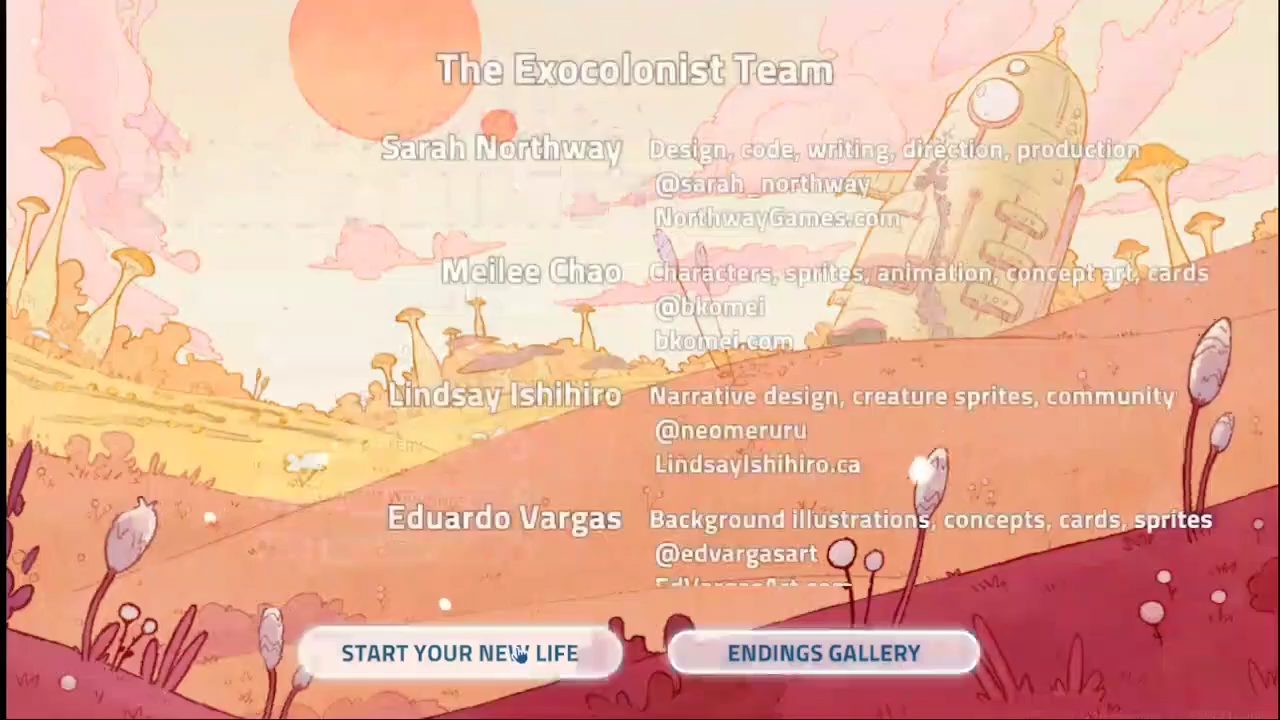 The Exocolonist Team
Sarah Northway Design, code, writing, direction, production
@sarah_northway
NorthwayGames.com
Meilee Chao Characters, sprites, animation, concept art, cards
@bkomei
bkomei.com
Lindsay Ishihiro Narrative design, creature sprites, community
@neomeruru
LindsayIshihiro.ca
Eduardo Vargas Background illustrations, concepts, cards, sprites
@edvargasart
EdVargasArt.com
START YOUR NEW LIFE ENDINGS GALLERY